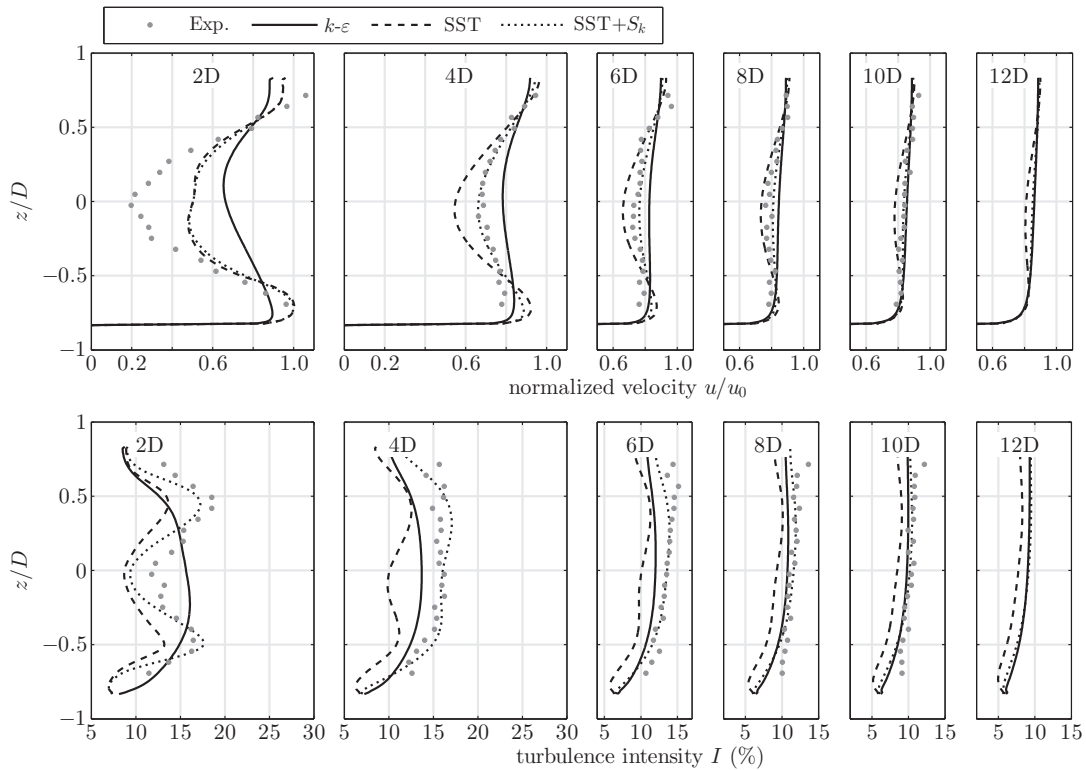 Exp. k-ε SST SST+Sₖ
1
0.5
0
−0.5
−1
z/D
2D 4D 6D 8D 10D 12D
0 0.2 0.6 1.0 0 0.2 0.6 1.0 0.6 1.0 0.6 1.0 0.6 1.0 0.6 1.0
normalized velocity u/u₀
1
0.5
0
−0.5
−1
z/D
2D 4D 6D 8D 10D 12D
5 10 15 20 25 30 5 10 15 20 25 30 5 10 15 5 10 15 5 10 15 5 10 15
turbulence intensity I (%)